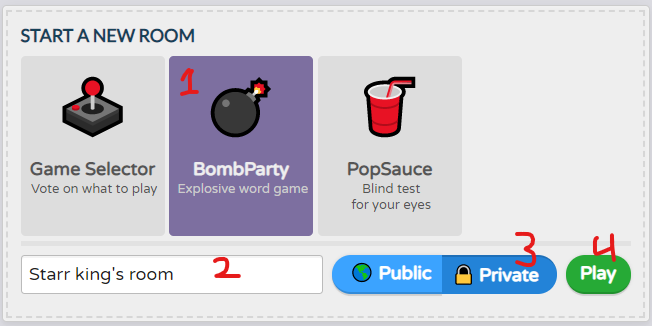 START A NEW ROOM
1
Game Selector
Vote on what to play
BombParty
Explosive word game
PopSauce
Blind test
for your eyes
2
3
4
Starr king's room
Public
Private
Play